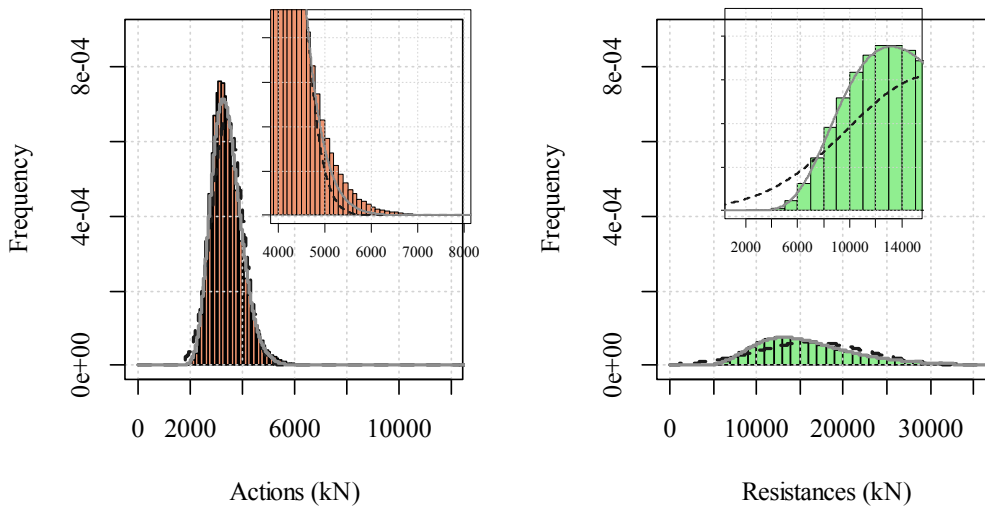 Frequency
0e+00 4e-04 8e-04
0 2000 6000 10000
Actions (kN)
4000 5000 6000 7000 8000
Frequency
0e+00 4e-04 8e-04
0 10000 20000 30000
Resistances (kN)
2000 6000 10000 14000